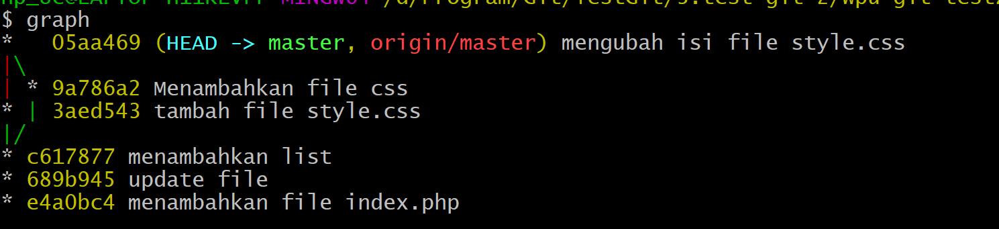 $ graph
*   05aa469 (HEAD -> master, origin/master) mengubah isi file style.css
|\
| * 9a786a2 Menambahkan file css
* | 3aed543 tambah file style.css
|/
* c617877 menambahkan list
* 689b945 update file
* e4a0bc4 menambahkan file index.php